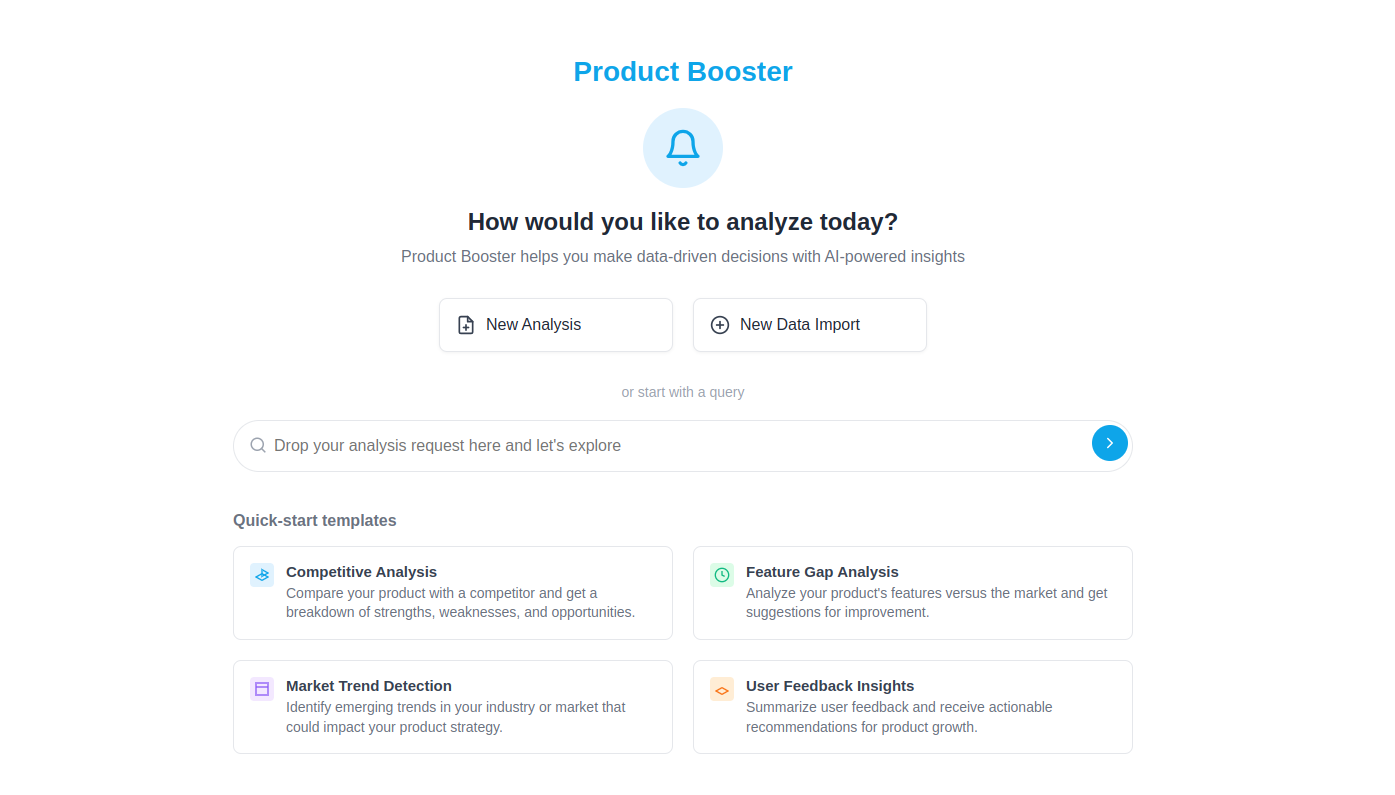 Product Booster
How would you like to analyze today?
Product Booster helps you make data-driven decisions with AI-powered insights
New Analysis
New Data Import
or start with a query
Drop your analysis request here and let's explore
Quick-start templates
Competitive Analysis
Compare your product with a competitor and get a
breakdown of strengths, weaknesses, and opportunities.
Feature Gap Analysis
Analyze your product's features versus the market and get
suggestions for improvement.
Market Trend Detection
Identify emerging trends in your industry or market that
could impact your product strategy.
User Feedback Insights
Summarize user feedback and receive actionable
recommendations for product growth.